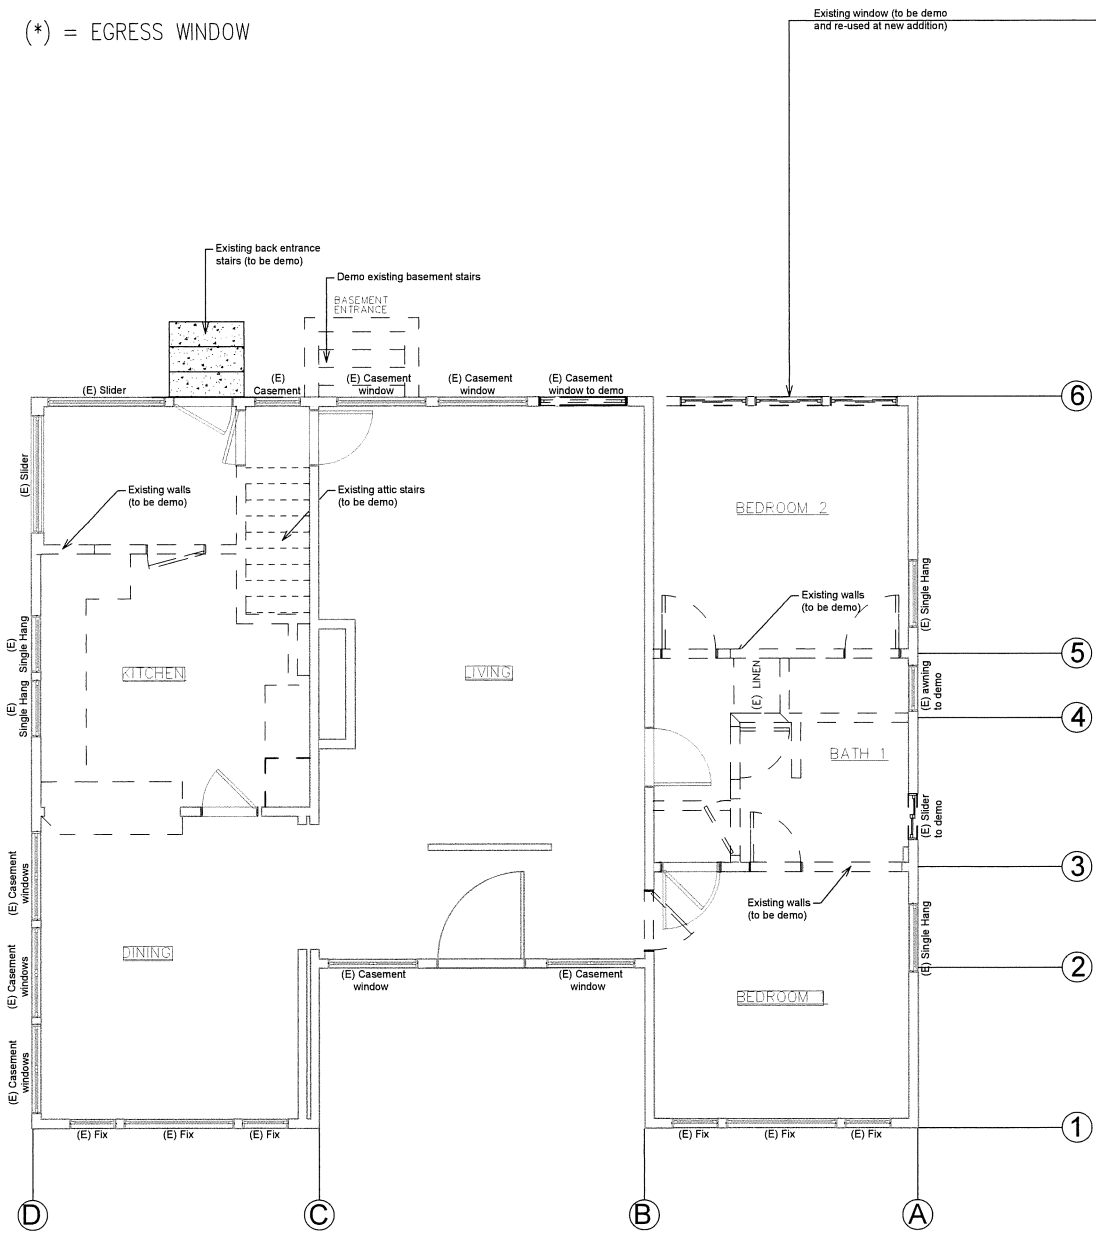 (*) = EGRESS WINDOW
Existing window (to be demo
and re-used at new addition)
Existing back entrance
stairs (to be demo)
Demo existing basement stairs
BASEMENT
ENTRANCE
(E) Slider
(E)
Casement
(E) Casement
window
(E) Casement
window
(E) Casement
window to demo
6
(E) Slider
Existing walls
(to be demo)
Existing attic stairs
(to be demo)
BEDROOM 2
(E) Single Hang
Existing walls
(to be demo)
5
(E)
Single Hang
KITCHEN
LIVING
(E) LINEN
(E) awning
to demo
(E)
Single Hang
4
BATH 1
(E) Slider
to demo
3
(E) Casement
windows
Existing walls
(to be demo)
(E) Single Hang
DINING
(E) Casement
windows
(E) Casement
window
(E) Casement
window
2
BEDROOM 1
(E) Casement
windows
(E) Fix
(E) Fix
(E) Fix
(E) Fix
(E) Fix
(E) Fix
1
D
C
B
A